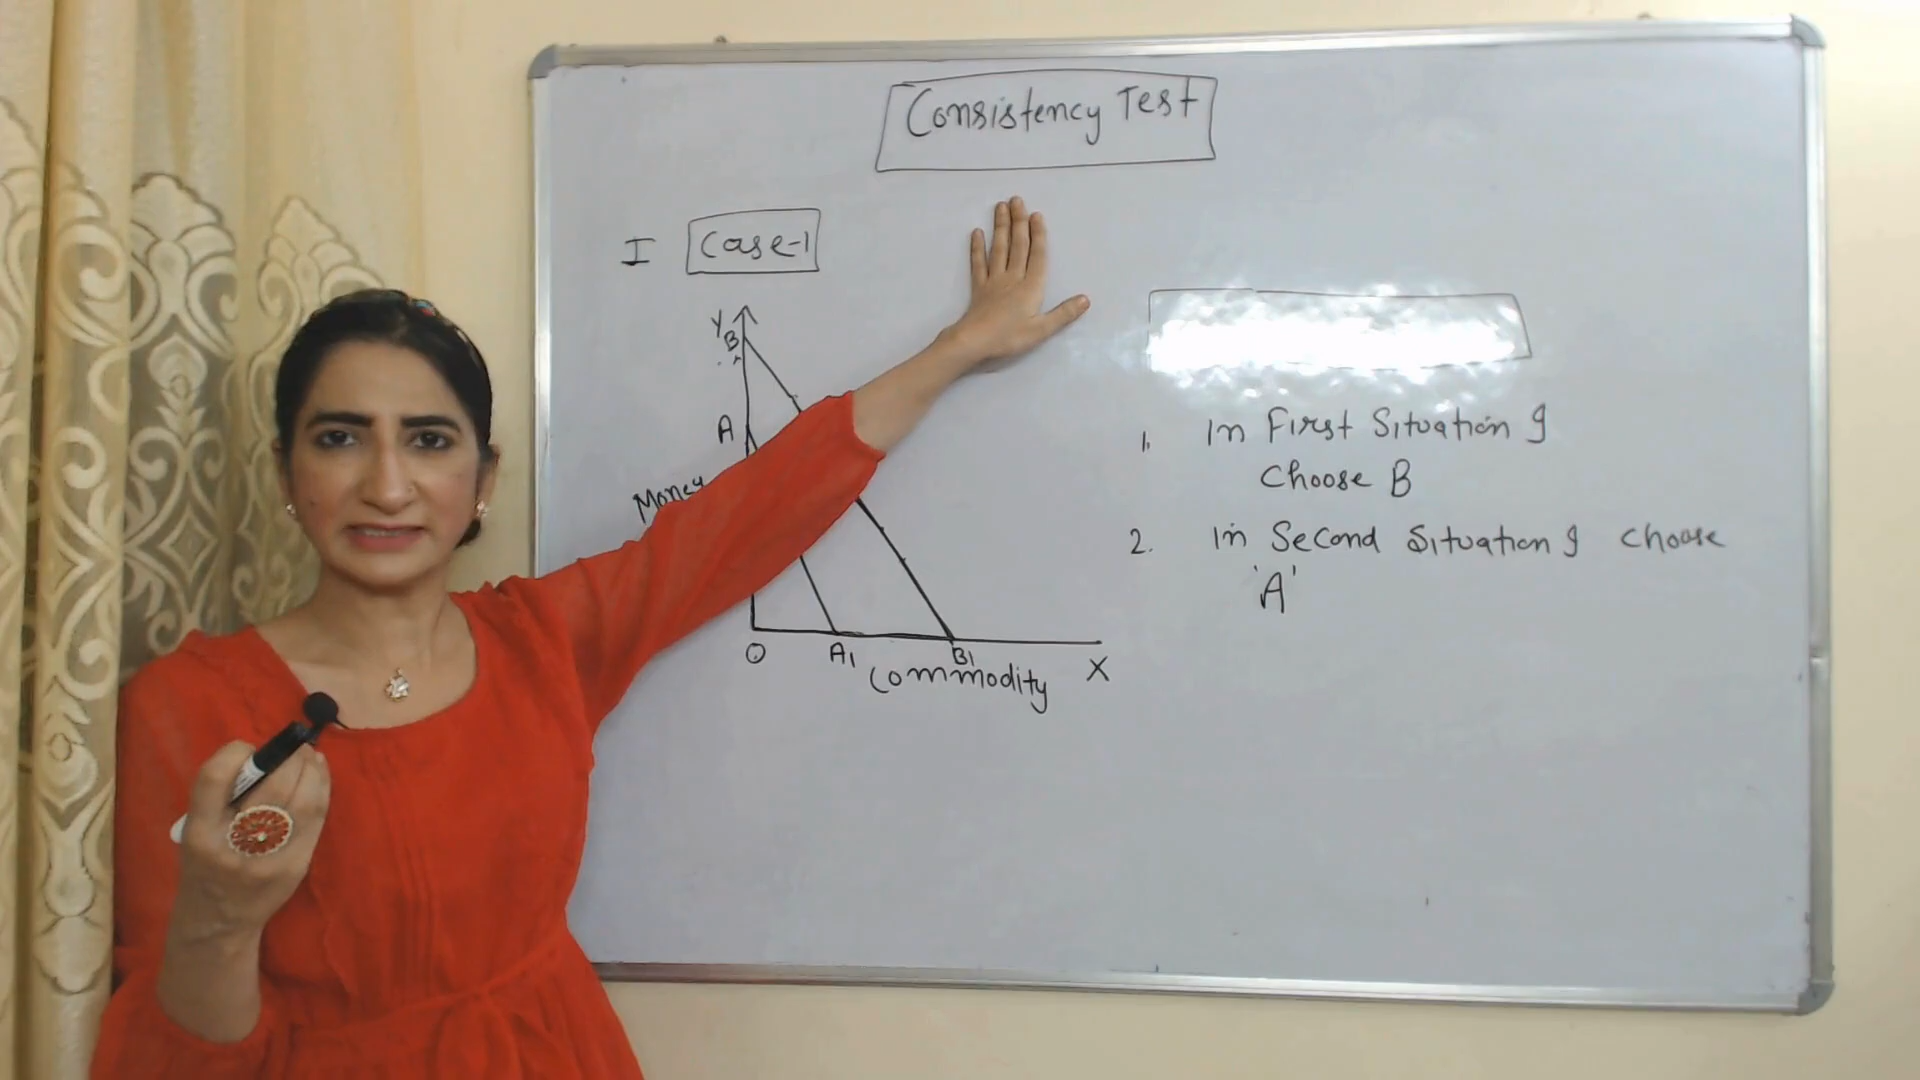 Consistency Test
I Case-1
Y
B
A
Money
O A1 B1 X
Commodity
1. In First Situation I
Choose B
2. In Second Situation I choose
'A'